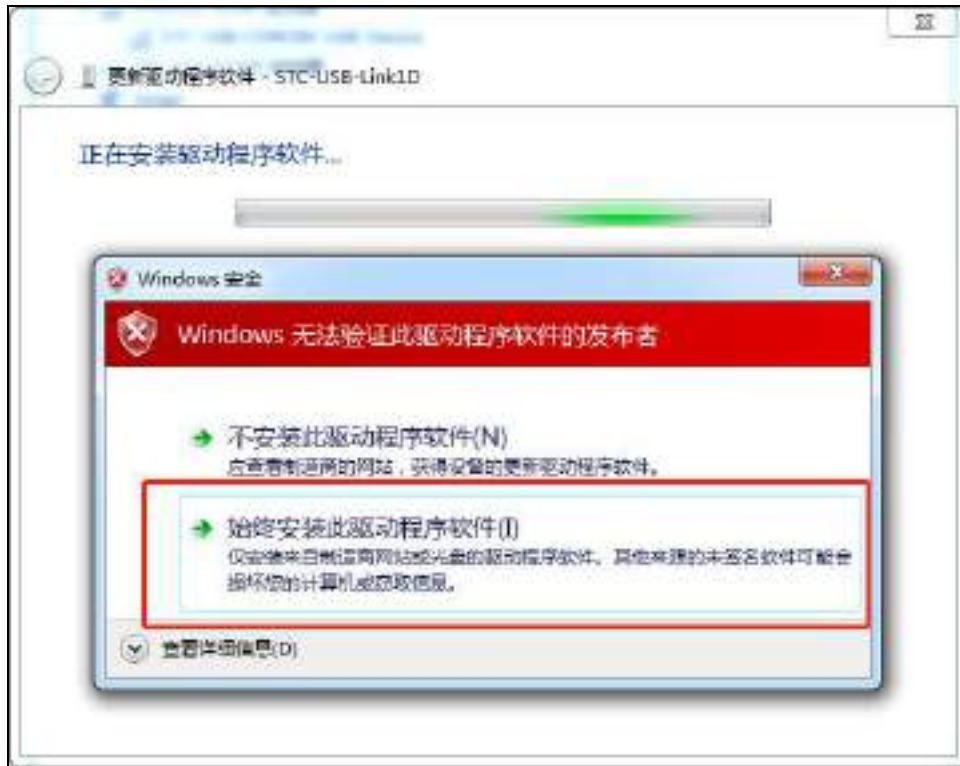 更新驱动程序软件 - STC-USB-Link1D
正在安装驱动程序软件...
Windows 安全
Windows 无法验证此驱动程序软件的发布者
不安装此驱动程序软件(N)
应查看制造商的网站，获得设备的更新驱动程序软件。
始终安装此驱动程序软件(I)
仅安装来自制造商网站或光盘的驱动程序软件。其他来源的未签名软件可能会
损坏您的计算机或窃取信息。
查看详细信息(D)